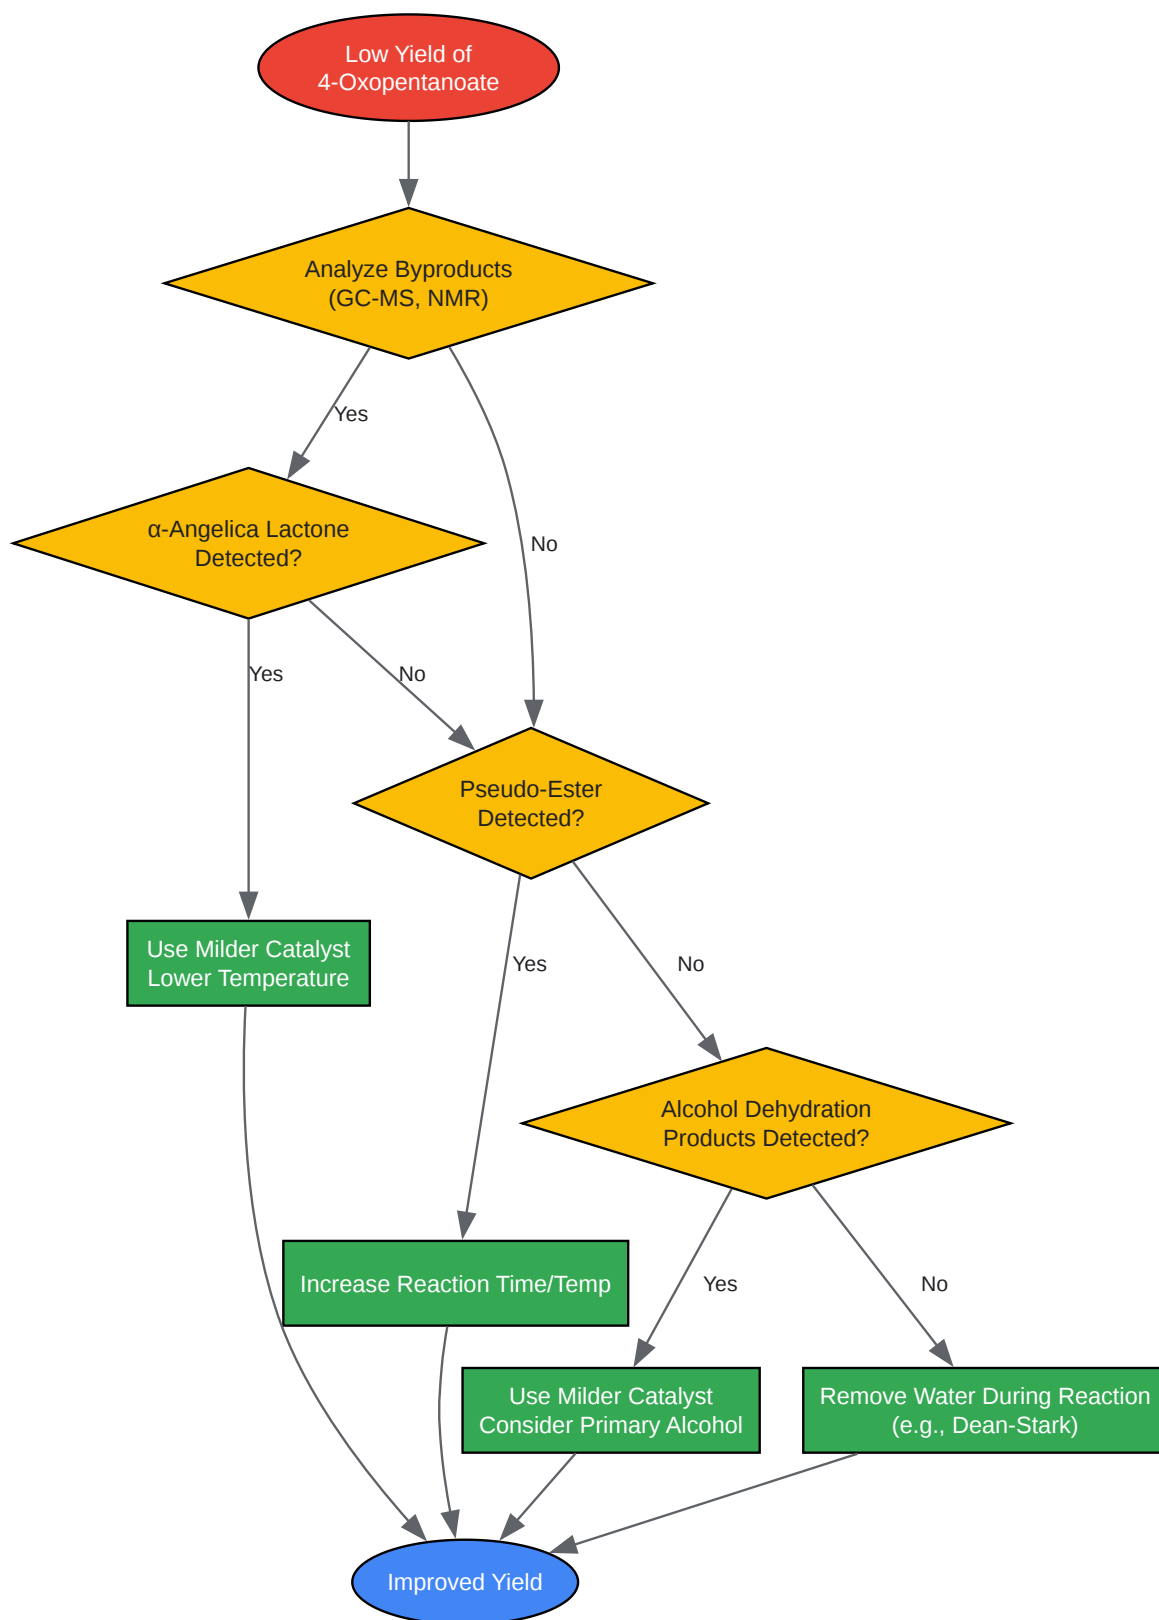 Low Yield of
4-Oxopentanoate
Analyze Byproducts
(GC-MS, NMR)
Yes
No
α-Angelica Lactone
Detected?
Yes
No
Pseudo-Ester
Detected?
Use Milder Catalyst
Lower Temperature
Yes
No
Alcohol Dehydration
Products Detected?
Increase Reaction Time/Temp
Yes
No
Use Milder Catalyst
Consider Primary Alcohol
Remove Water During Reaction
(e.g., Dean-Stark)
Improved Yield